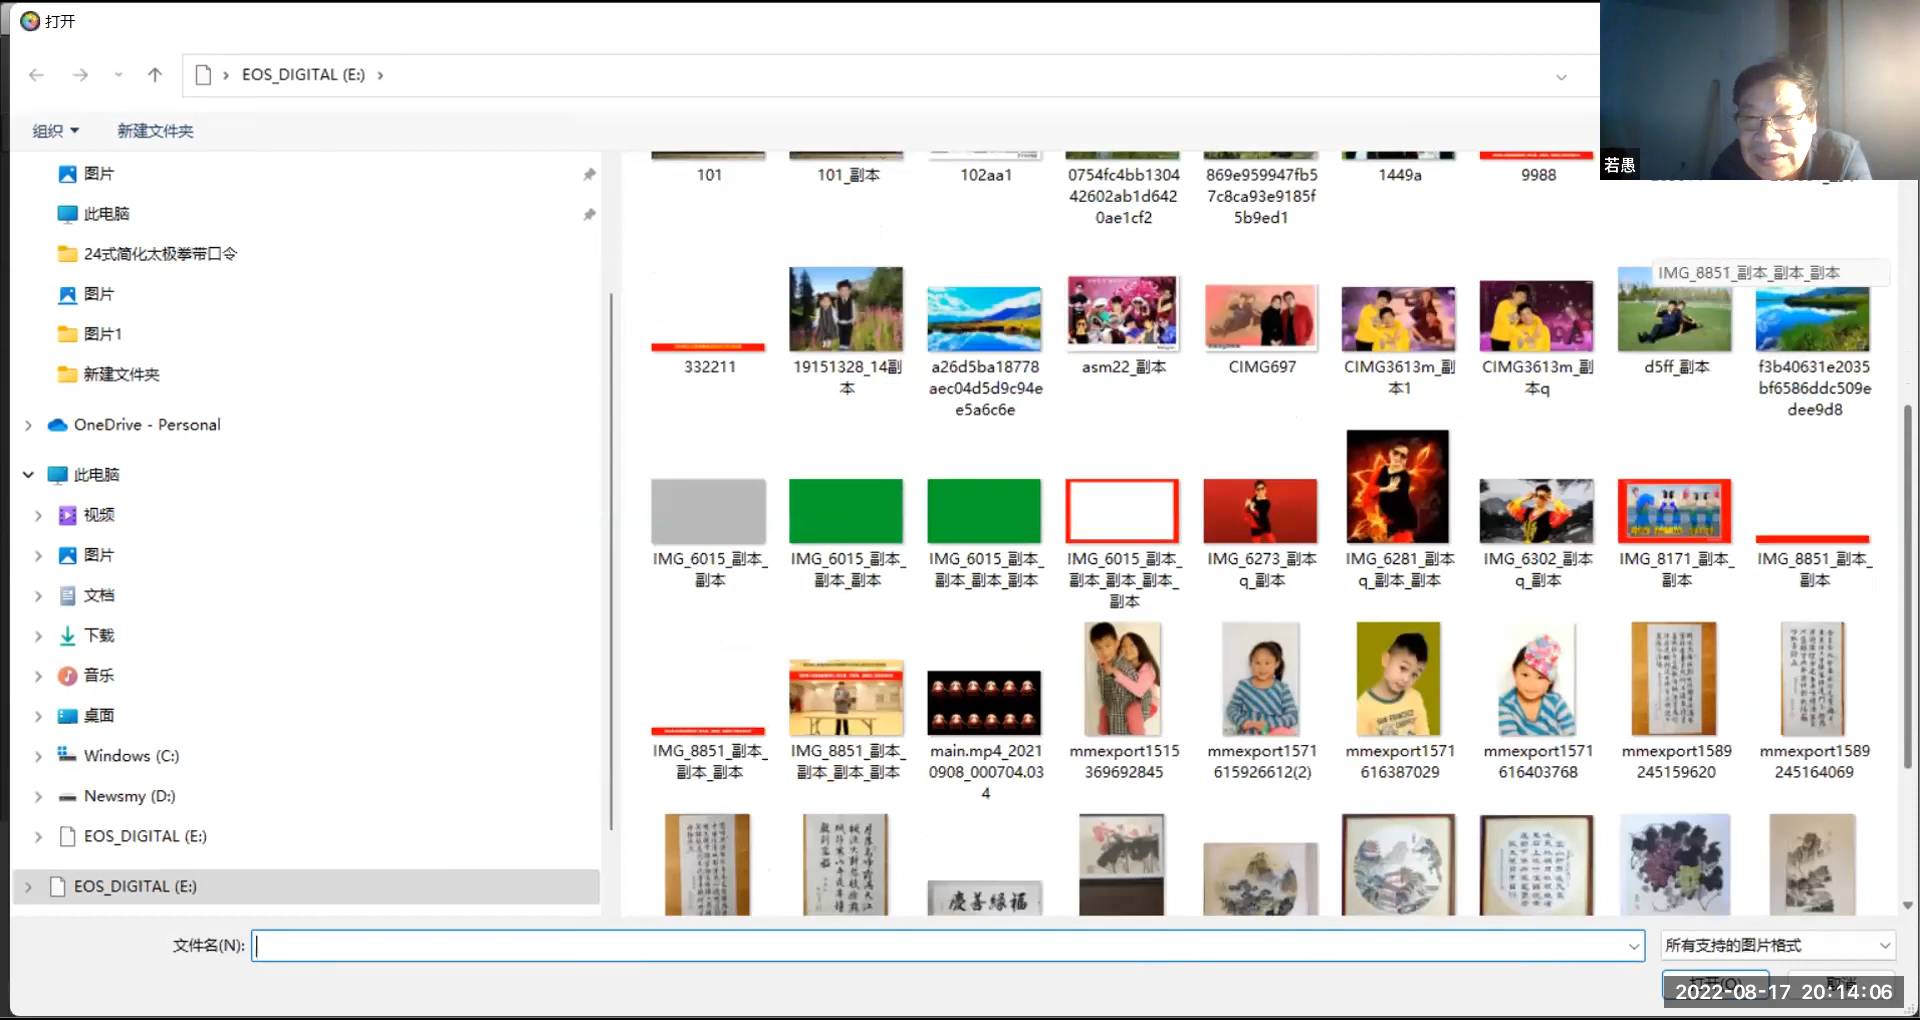 打开
EOS_DIGITAL (E:)
若愚
组织
新建文件夹
图片
此电脑
24式简化太极拳带口令
图片
图片1
新建文件夹
OneDrive - Personal
此电脑
视频
图片
文档
下载
音乐
桌面
Windows (C:)
Newsmy (D:)
EOS_DIGITAL (E:)
EOS_DIGITAL (E:)
101
101_副本
102aa1
0754fc4bb1304
42602ab1d642
0ae1cf2
869e959947fb5
7c8ca93e9185f
5b9ed1
1449a
9988
IMG_8851_副本_副本_副本
332211
19151328_14副
本
a26d5ba18778
aec04d5d9c94e
e5a6c6e
asm22_副本
CIMG697
CIMG3613m_副
本1
CIMG3613m_副
本q
d5ff_副本
f3b40631e2035
bf6586ddc509e
dee9d8
IMG_6015_副本_
副本
IMG_6015_副本_
副本_副本
IMG_6015_副本_
副本_副本_副本
IMG_6015_副本_
副本_副本_副本_
副本
IMG_6273_副本
q_副本
IMG_6281_副本
q_副本_副本
IMG_6302_副本
q_副本
IMG_8171_副本_
副本
IMG_8851_副本_
副本
IMG_8851_副本_
副本_副本
IMG_8851_副本_
副本_副本_副本
main.mp4_2021
0908_000704.03
4
mmexport1515
369692845
mmexport1571
615926612(2)
mmexport1571
616387029
mmexport1571
616403768
mmexport1589
245159620
mmexport1589
245164069
慶善緣福
文件名(N):
所有支持的图片格式
2022-08-17 20:14:06